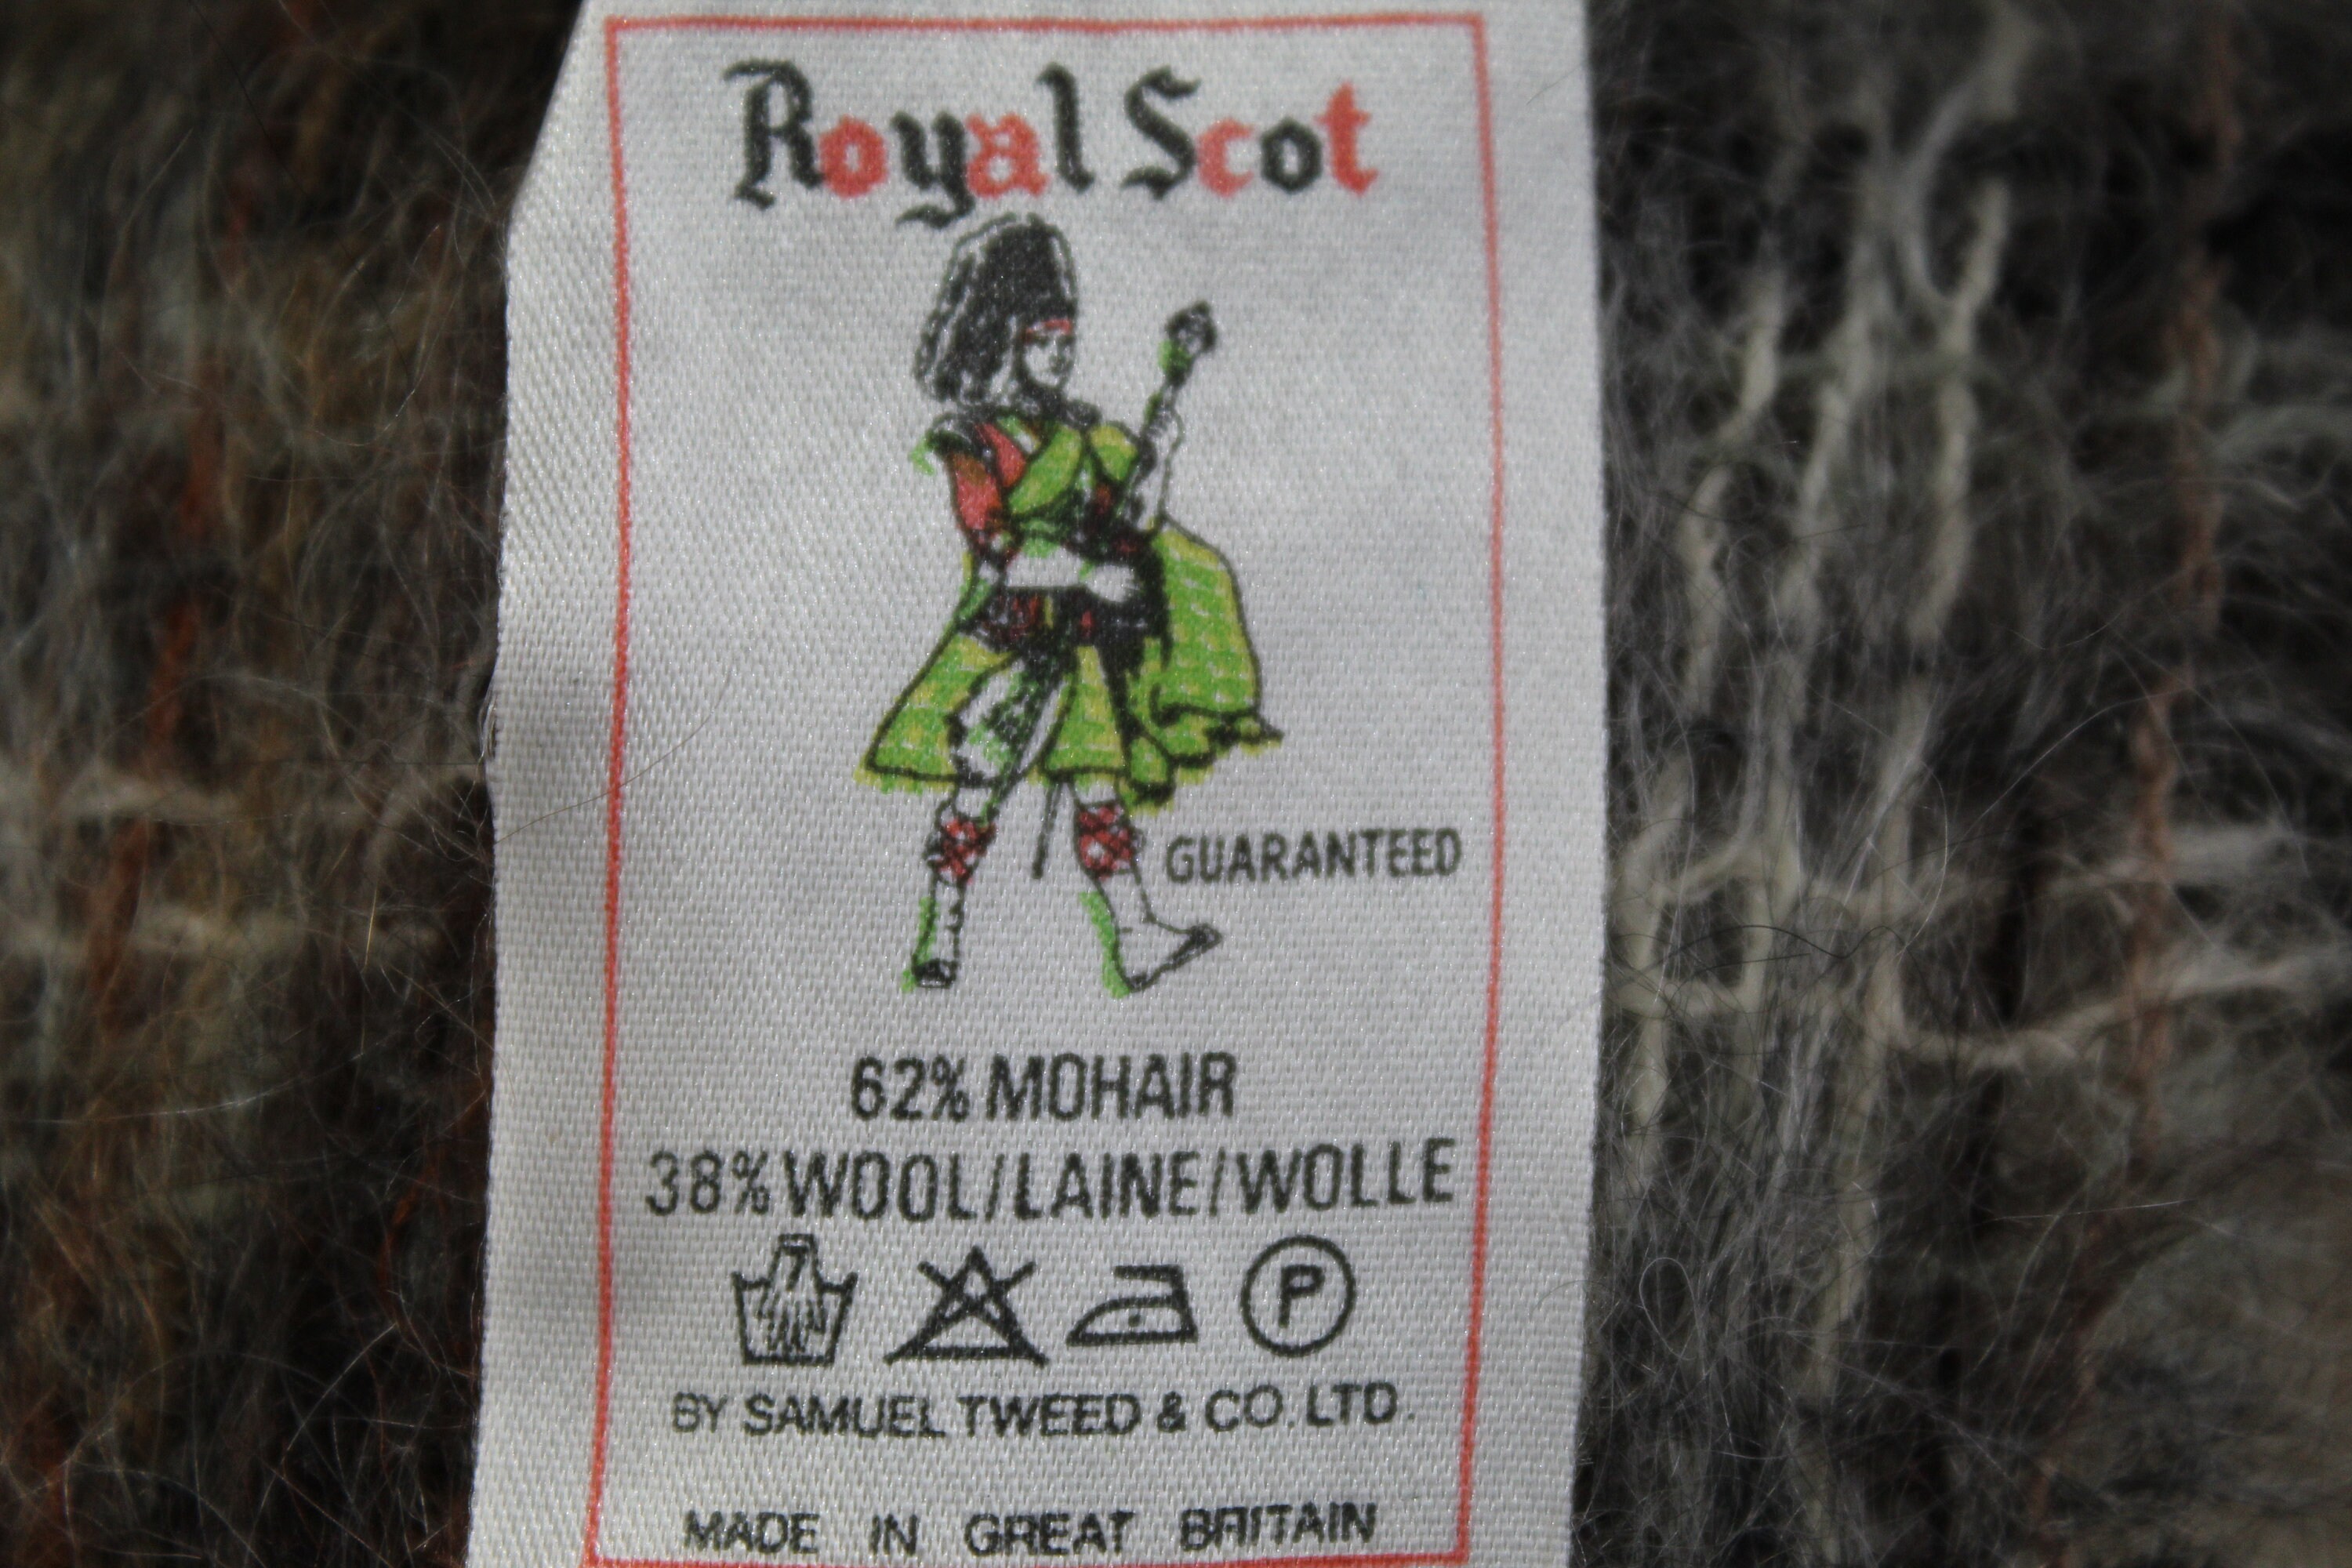 Royal Scot
GUARANTEED
62% MOHAIR
38% WOOL/LAINE/WOLLE
P
BY SAMUEL TWEED & CO. LTD.
MADE IN GREAT BRITAIN